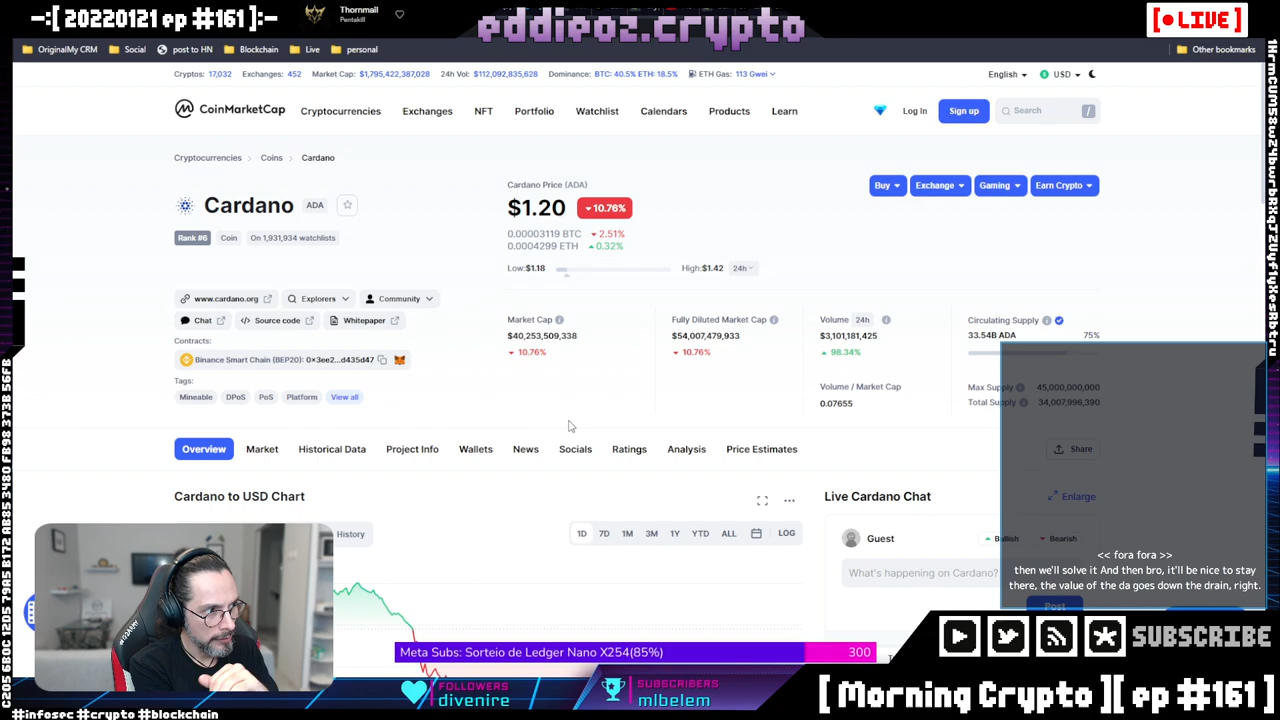 —:[ 20220121 ep #161 ]:—
Thornmail
Pentakill
eddieoz.crypto
[ ● LIVE ]
OriginalMy CRM
Social
post to HN
Blockchain
Live
personal
Other bookmarks
Cryptos: 17,032 Exchanges: 452 Market Cap: $1,795,422,387,028 24h Vol: $112,092,835,628 Dominance: BTC: 40.5% ETH: 18.5% ETH Gas: 113 Gwei
English
USD
CoinMarketCap
Cryptocurrencies Exchanges NFT Portfolio Watchlist Calendars Products Learn
Log In
Sign up
Search
/
Cryptocurrencies > Coins > Cardano
Cardano ADA
Rank #6 Coin On 1,931,934 watchlists
Cardano Price (ADA)
$1.20 10.76%
0.00003119 BTC 2.51%
0.0004299 ETH 0.32%
Low: $1.18 High: $1.42 24h
Buy Exchange Gaming Earn Crypto
www.cardano.org Explorers Community
Chat Source code Whitepaper
Contracts:
Binance Smart Chain (BEP20): 0×3ee2...d435d47
Tags:
Mineable DPoS PoS Platform View all
Market Cap
$40,253,509,338
10.76%
Fully Diluted Market Cap
$54,007,479,933
10.76%
Volume 24h
$3,101,181,425
98.34%
Volume / Market Cap
0.07655
Circulating Supply
33.54B ADA 75%
Max Supply 45,000,000,000
Total Supply 34,007,996,390
Overview Market Historical Data Project Info Wallets News Socials Ratings Analysis Price Estimates
Share
Cardano to USD Chart
History
1D 7D 1M 3M 1Y YTD ALL LOG
Live Cardano Chat
Enlarge
Guest
Bullish Bearish
What's happening on Cardano?
Post
<< fora fora >>
then we'll solve it And then bro, it'll be nice to stay
there, the value of the da goes down the drain, right.
Meta Subs: Sorteio de Ledger Nano X254(85%) 300
FOLLOWERS
divenire
SUBSCRIBERS
mlbelem
SUBSCRIBE
[ Morning Crypto ][ ep #161 ]
#infosec #crypto #blockchain